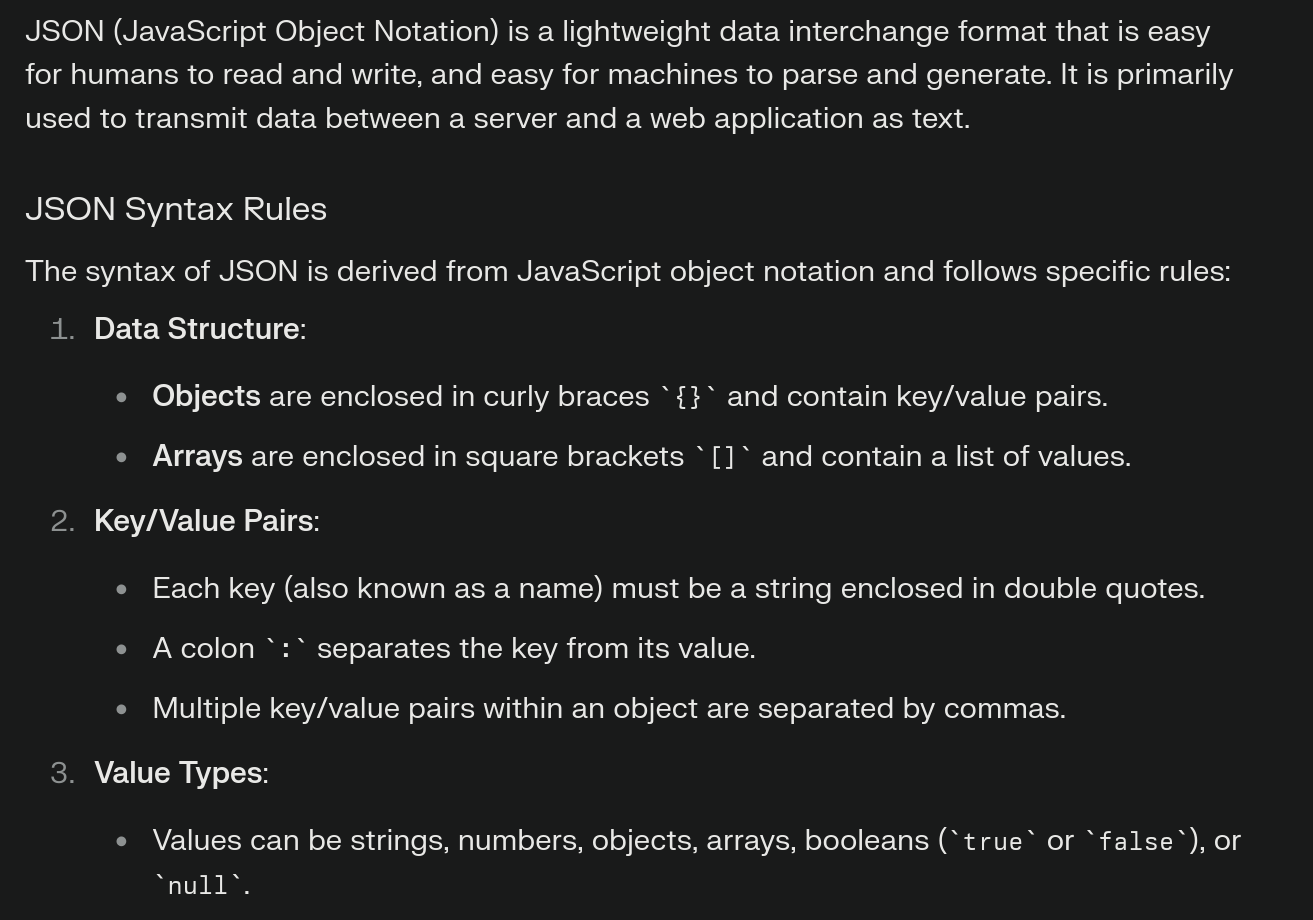 JSON (JavaScript Object Notation) is a lightweight data interchange format that is easy
for humans to read and write, and easy for machines to parse and generate. It is primarily
used to transmit data between a server and a web application as text.
JSON Syntax Rules
The syntax of JSON is derived from JavaScript object notation and follows specific rules:
1. Data Structure:
• Objects are enclosed in curly braces `{}` and contain key/value pairs.
• Arrays are enclosed in square brackets `[]` and contain a list of values.
2. Key/Value Pairs:
• Each key (also known as a name) must be a string enclosed in double quotes.
• A colon `:` separates the key from its value.
• Multiple key/value pairs within an object are separated by commas.
3. Value Types:
• Values can be strings, numbers, objects, arrays, booleans (`true` or `false`), or
`null`.